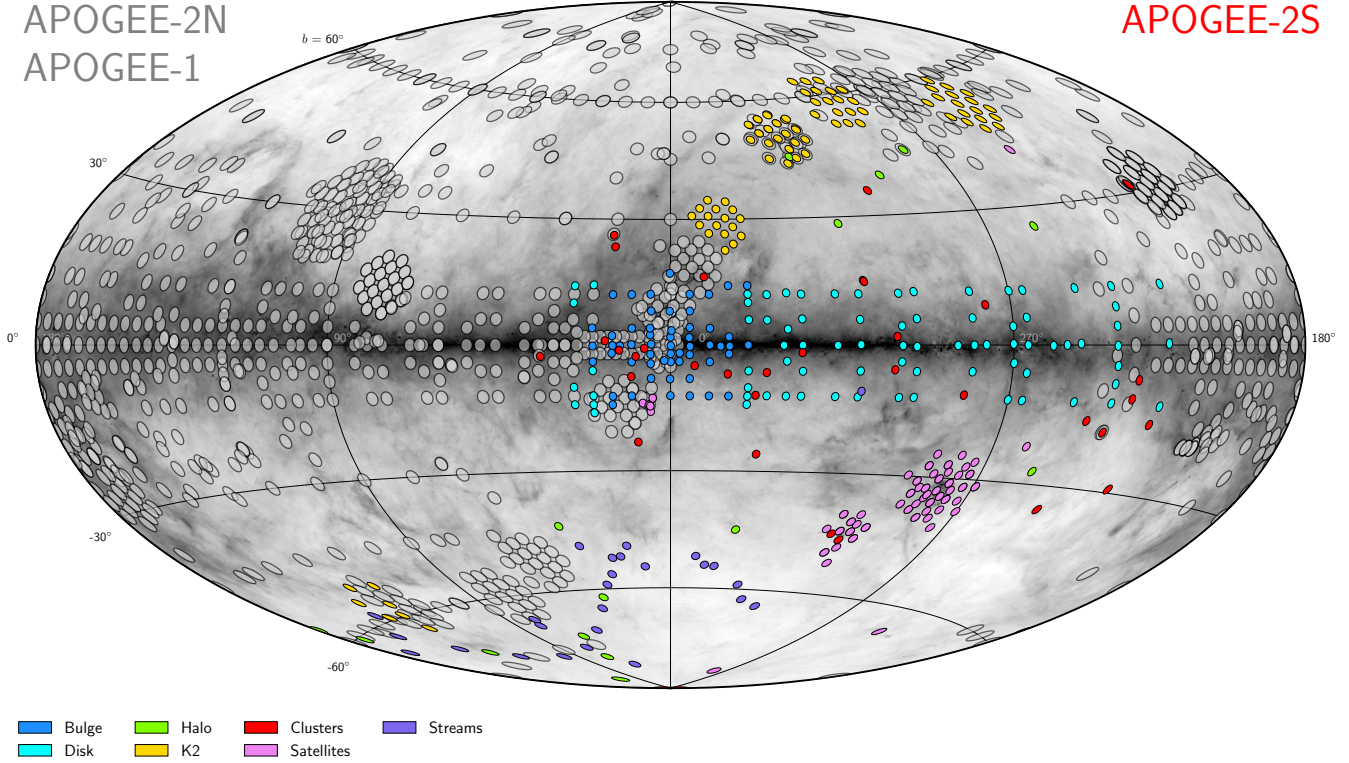 APOGEE-2N
APOGEE-1
APOGEE-2S
b = 60°
30°
0°
90°
0
270°
180°
-30°
-60°
Bulge
Halo
Clusters
Streams
Disk
K2
Satellites